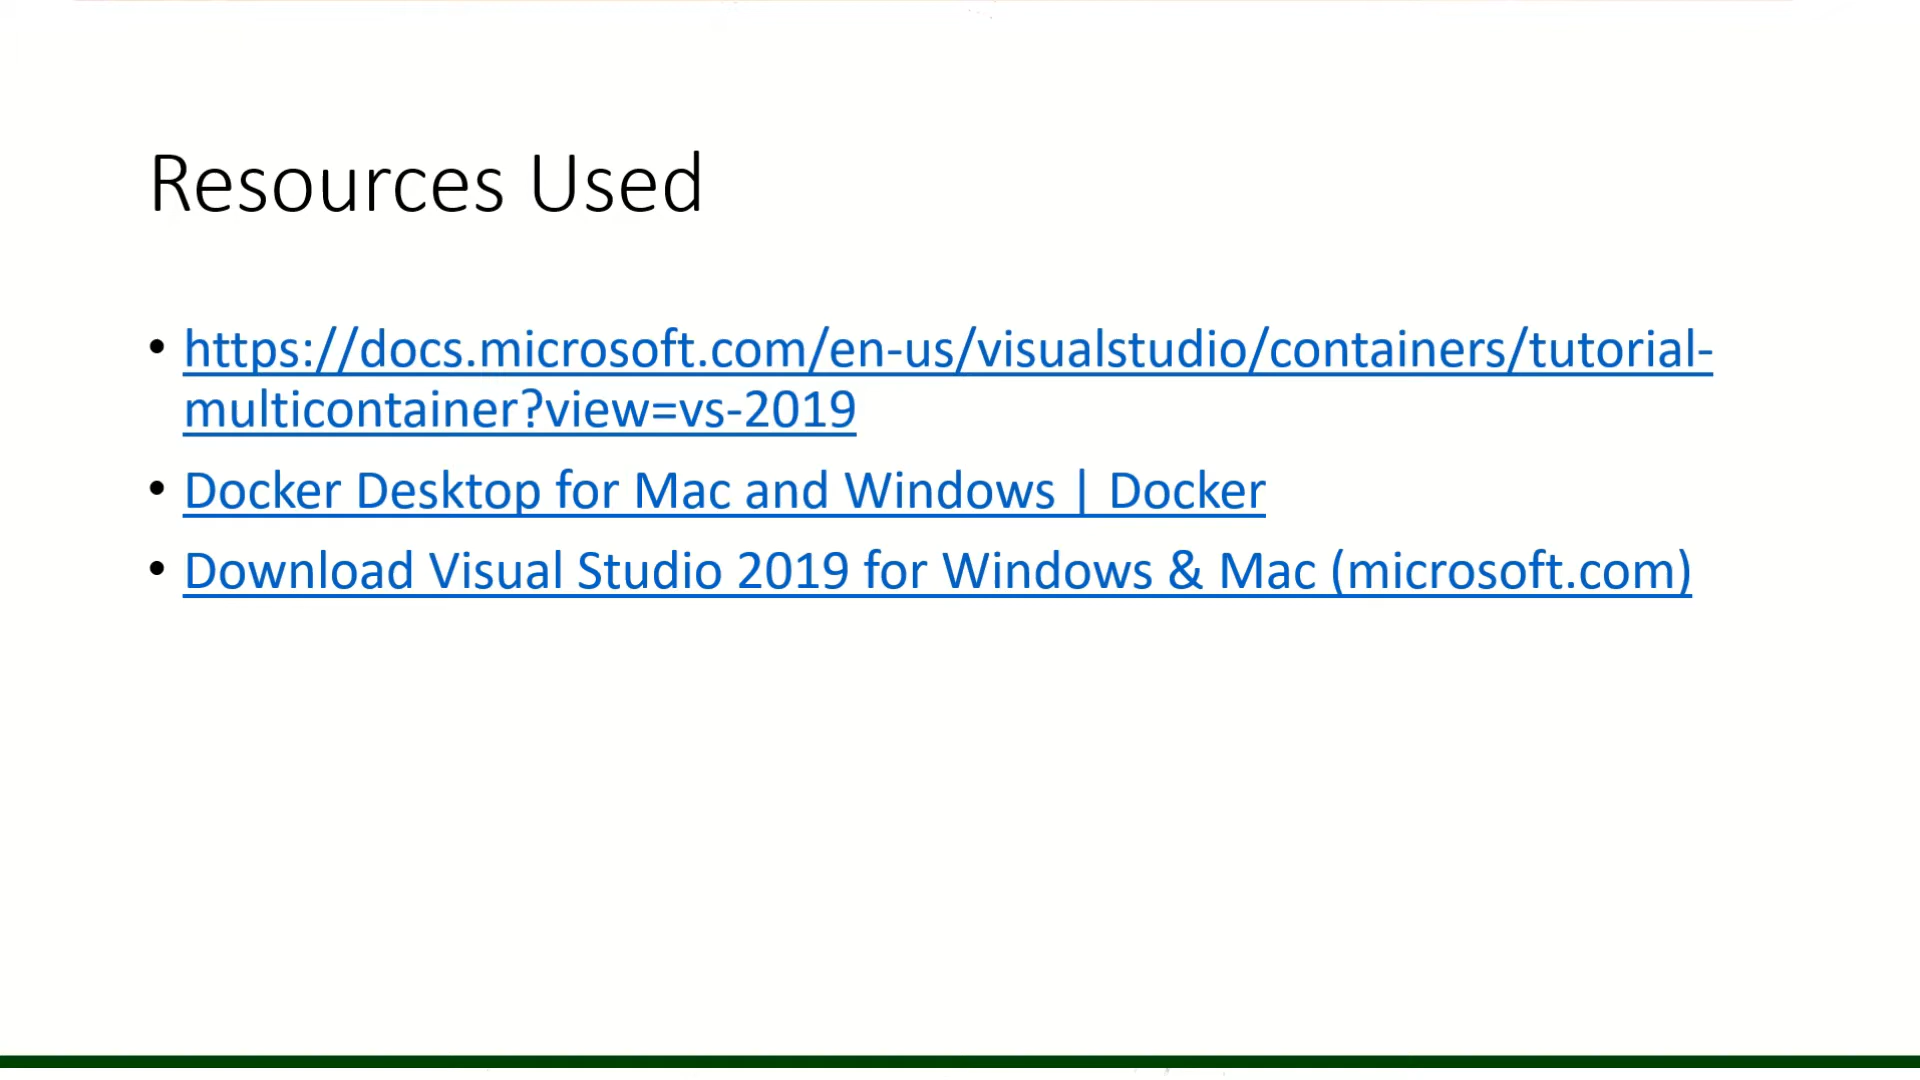 Resources Used
• https://docs.microsoft.com/en-us/visualstudio/containers/tutorial-
multicontainer?view=vs-2019
• Docker Desktop for Mac and Windows | Docker
• Download Visual Studio 2019 for Windows & Mac (microsoft.com)